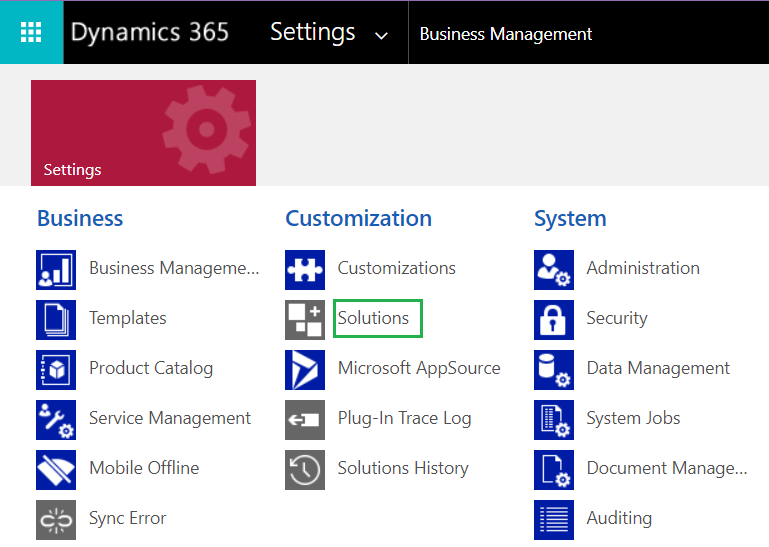 Dynamics 365 Settings Business Management
Settings
Business
Business Manageme...
Templates
Product Catalog
Service Management
Mobile Offline
Sync Error
Customization
Customizations
Solutions
Microsoft AppSource
Plug-In Trace Log
Solutions History
System
Administration
Security
Data Management
System Jobs
Document Manage...
Auditing